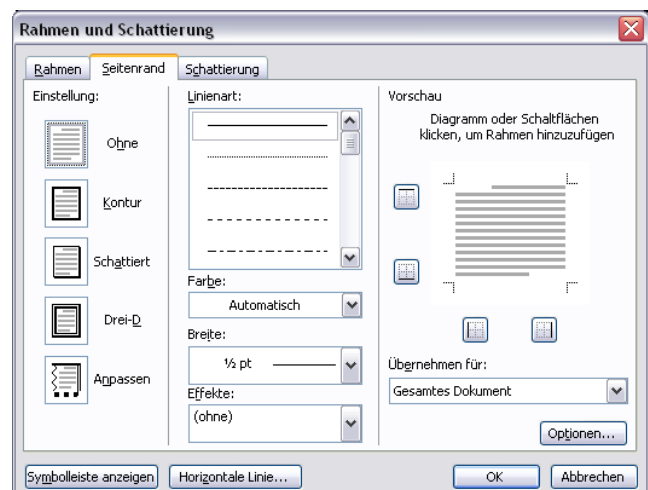 Rahmen und Schattierung
Rahmen Seitenrand Schattierung
Einstellung:
Ohne
Kontur
Schattiert
Drei-D
Anpassen
Linienart:
Farbe:
Automatisch
Breite:
½ pt
Effekte:
(ohne)
Vorschau
Diagramm oder Schaltflächen
klicken, um Rahmen hinzuzufügen
Übernehmen für:
Gesamtes Dokument
Optionen...
Symbolleiste anzeigen Horizontale Linie... OK Abbrechen